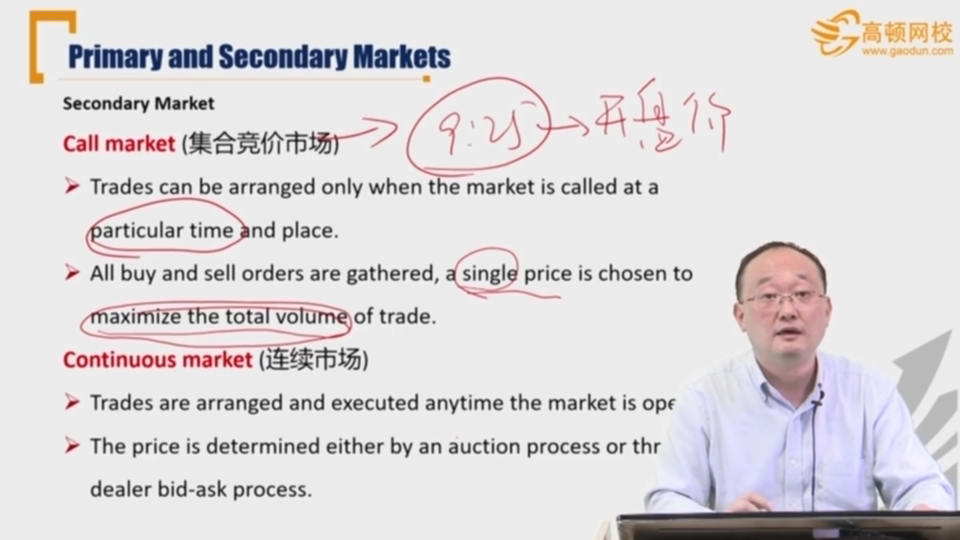 Primary and Secondary Markets
高顿网校
www.gaodun.com
Secondary Market
Call market (集合竞价市场)
9:25 开盘价
Trades can be arranged only when the market is called at a
particular time and place.
All buy and sell orders are gathered, a single price is chosen to
maximize the total volume of trade.
Continuous market (连续市场)
Trades are arranged and executed anytime the market is ope
The price is determined either by an auction process or thr
dealer bid-ask process.